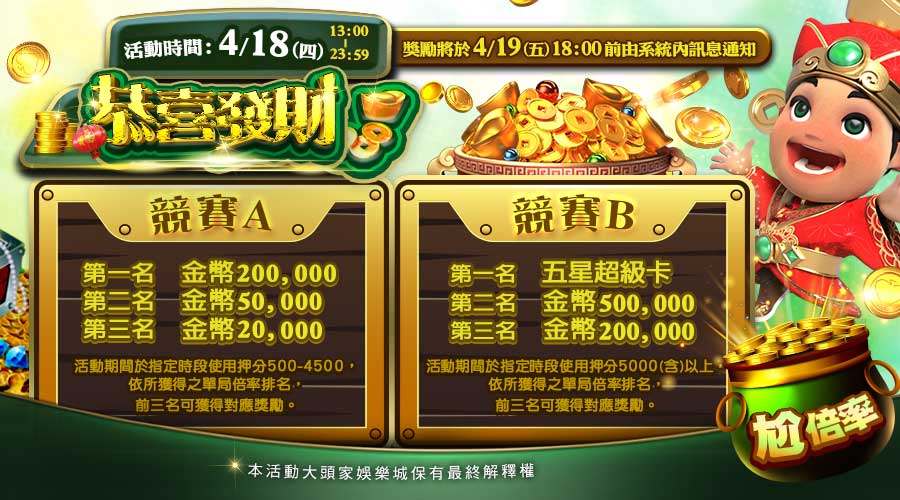 活動時間：4/18(四) 13:00-23:59
獎勵將於4/19(五)18:00前由系統內訊息通知
恭喜發財
競賽A
第一名 金幣200,000
第二名 金幣50,000
第三名 金幣20,000
活動期間於指定時段使用押分500-4500，
依所獲得之單局倍率排名，
前三名可獲得對應獎勵。
競賽B
第一名 五星超級卡
第二名 金幣500,000
第三名 金幣200,000
活動期間於指定時段使用押分5000(含)以上，
依所獲得之單局倍率排名，
前三名可獲得對應獎勵。
尬倍率
本活動大頭家娛樂城保有最終解釋權